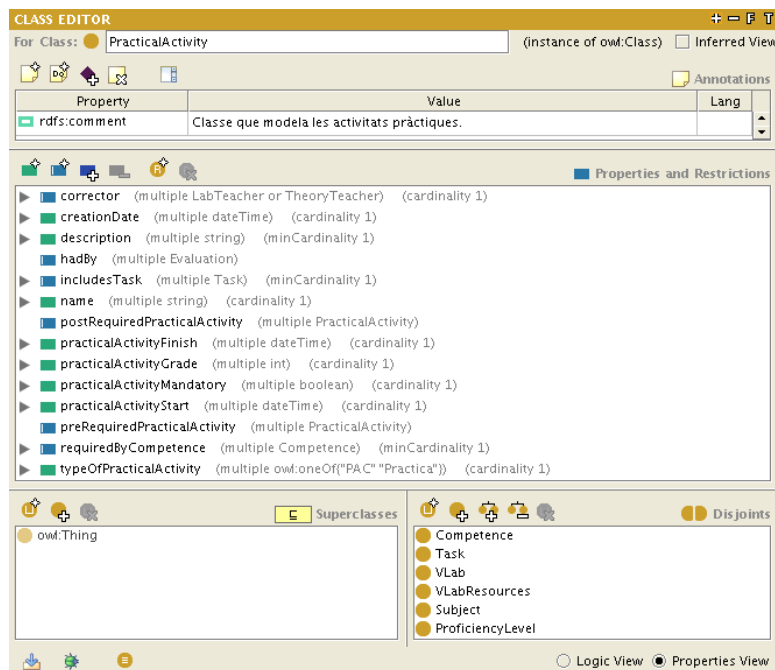 CLASS EDITOR F T
For Class: PracticalActivity (instance of owl:Class) Inferred View
Annotations
Property Value Lang
rdfs:comment Classe que modela les activitats pràctiques.
Properties and Restrictions
corrector (multiple LabTeacher or TheoryTeacher) (cardinality 1)
creationDate (multiple dateTime) (cardinality 1)
description (multiple string) (minCardinality 1)
hadBy (multiple Evaluation)
includesTask (multiple Task) (minCardinality 1)
name (multiple string) (cardinality 1)
postRequiredPracticalActivity (multiple PracticalActivity)
practicalActivityFinish (multiple dateTime) (cardinality 1)
practicalActivityGrade (multiple int) (cardinality 1)
practicalActivityMandatory (multiple boolean) (cardinality 1)
practicalActivityStart (multiple dateTime) (cardinality 1)
preRequiredPracticalActivity (multiple PracticalActivity)
requiredByCompetence (multiple Competence) (minCardinality 1)
typeOfPracticalActivity (multiple owl:oneOf("PAC" "Practica")) (cardinality 1)
⊑ Superclasses
owl:Thing
Disjoints
Competence
Task
VLab
VLabResources
Subject
ProficiencyLevel
Logic View Properties View